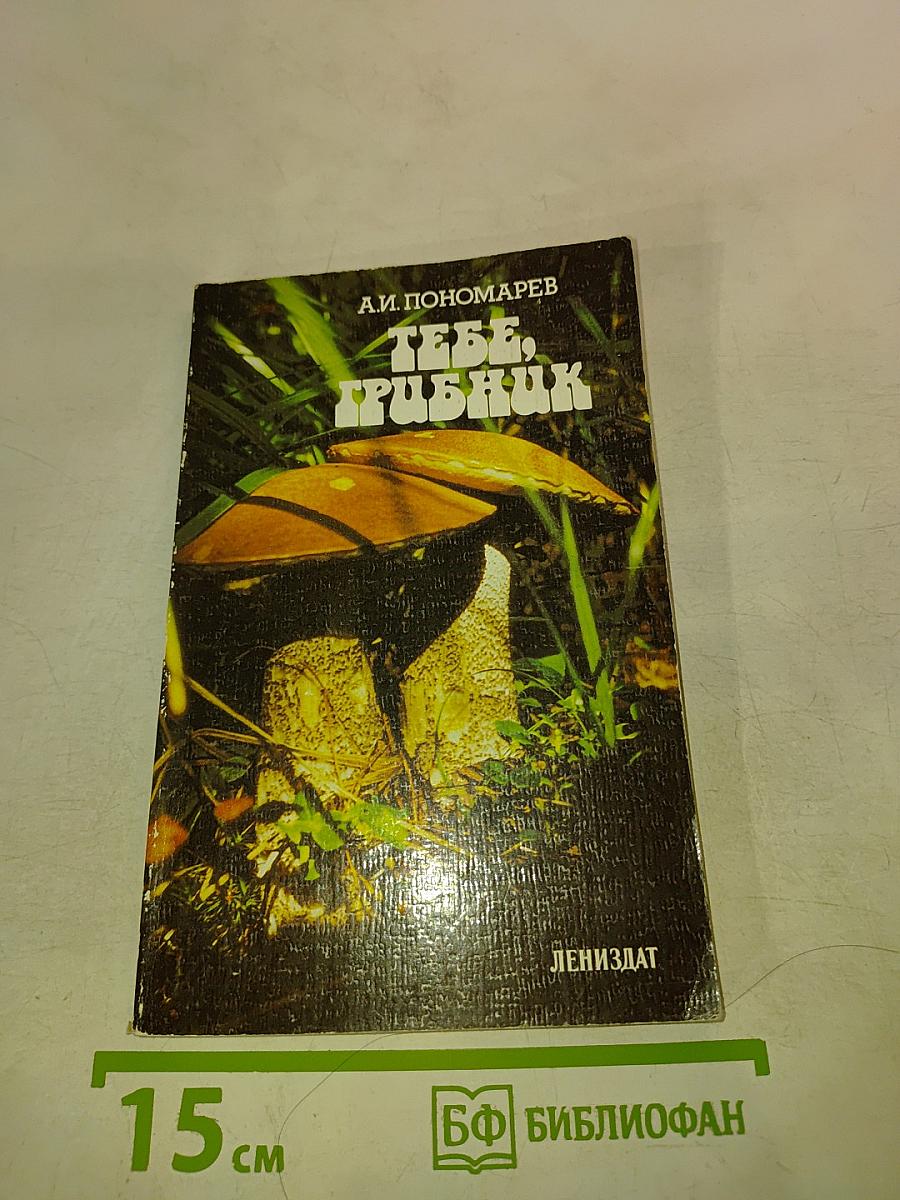 А.И. ПОНОМАРЕВ
ТЕБЕ,
ГРИБНИК
ЛЕНИЗДАТ
15 см
БФ БИБЛИОФАН